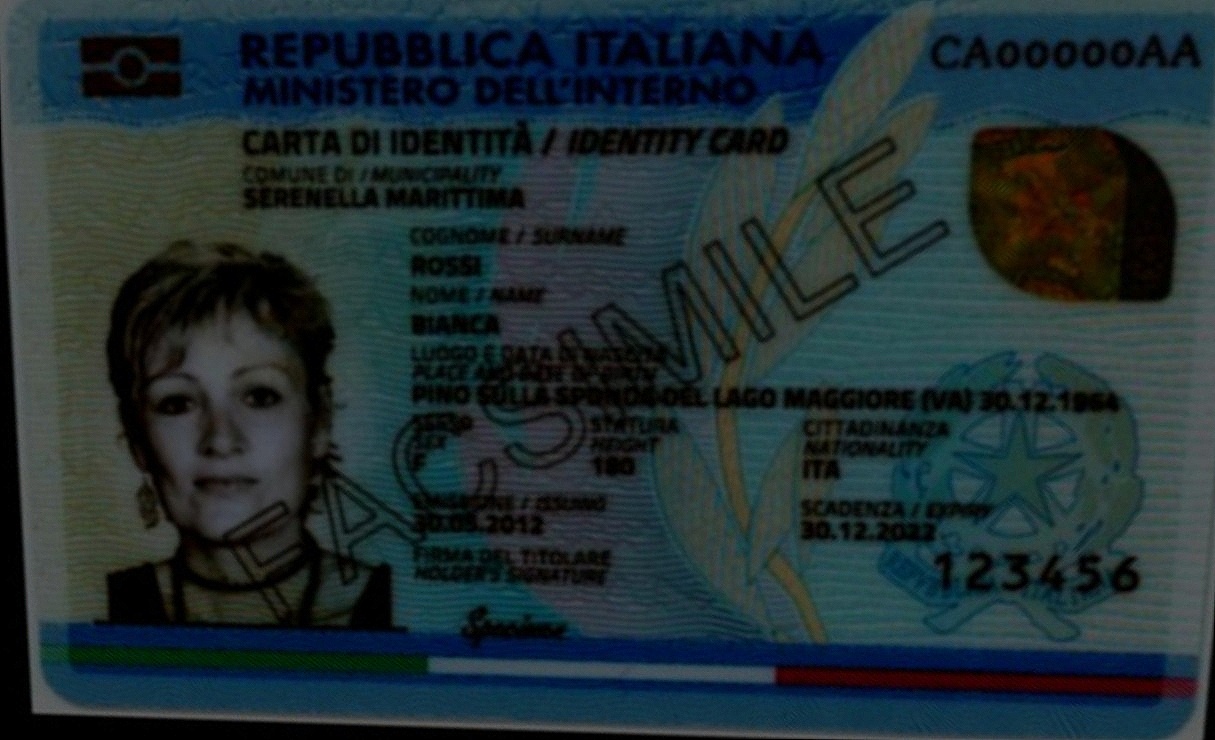 REPUBBLICA ITALIANA
CA00000AA
MINISTERO DELL'INTERNO
CARTA DI IDENTITÀ / IDENTITY CARD
COMUNE DI / MUNICIPALITY
SERENELLA MARITTIMA
COGNOME / SURNAME
ROSSI
NOME / NAME
BIANCA
LUOGO E DATA DI NASCITA
PLACE AND DATE OF BIRTH
PINO SULLA SPONDA DEL LAGO MAGGIORE (VA) 30.12.1964
SESSO STATURA CITTADINANZA
SEX HEIGHT NATIONALITY
F 180 ITA
EMISSIONE / ISSUING SCADENZA / EXPIRY
30.05.2012 30.12.2022
FIRMA DEL TITOLARE
HOLDER'S SIGNATURE
123456
Specimen
FAC SIMILE